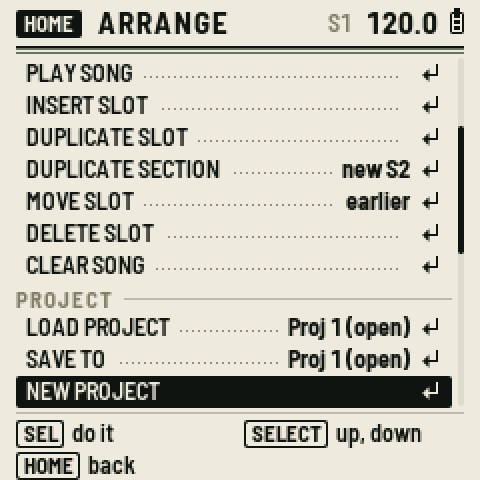 HOME ARRANGE S1 120.0
PLAY SONG
INSERT SLOT
DUPLICATE SLOT
DUPLICATE SECTION new S2
MOVE SLOT earlier
DELETE SLOT
CLEAR SONG
PROJECT
LOAD PROJECT Proj 1 (open)
SAVE TO Proj 1 (open)
NEW PROJECT
SEL do it SELECT up, down
HOME back